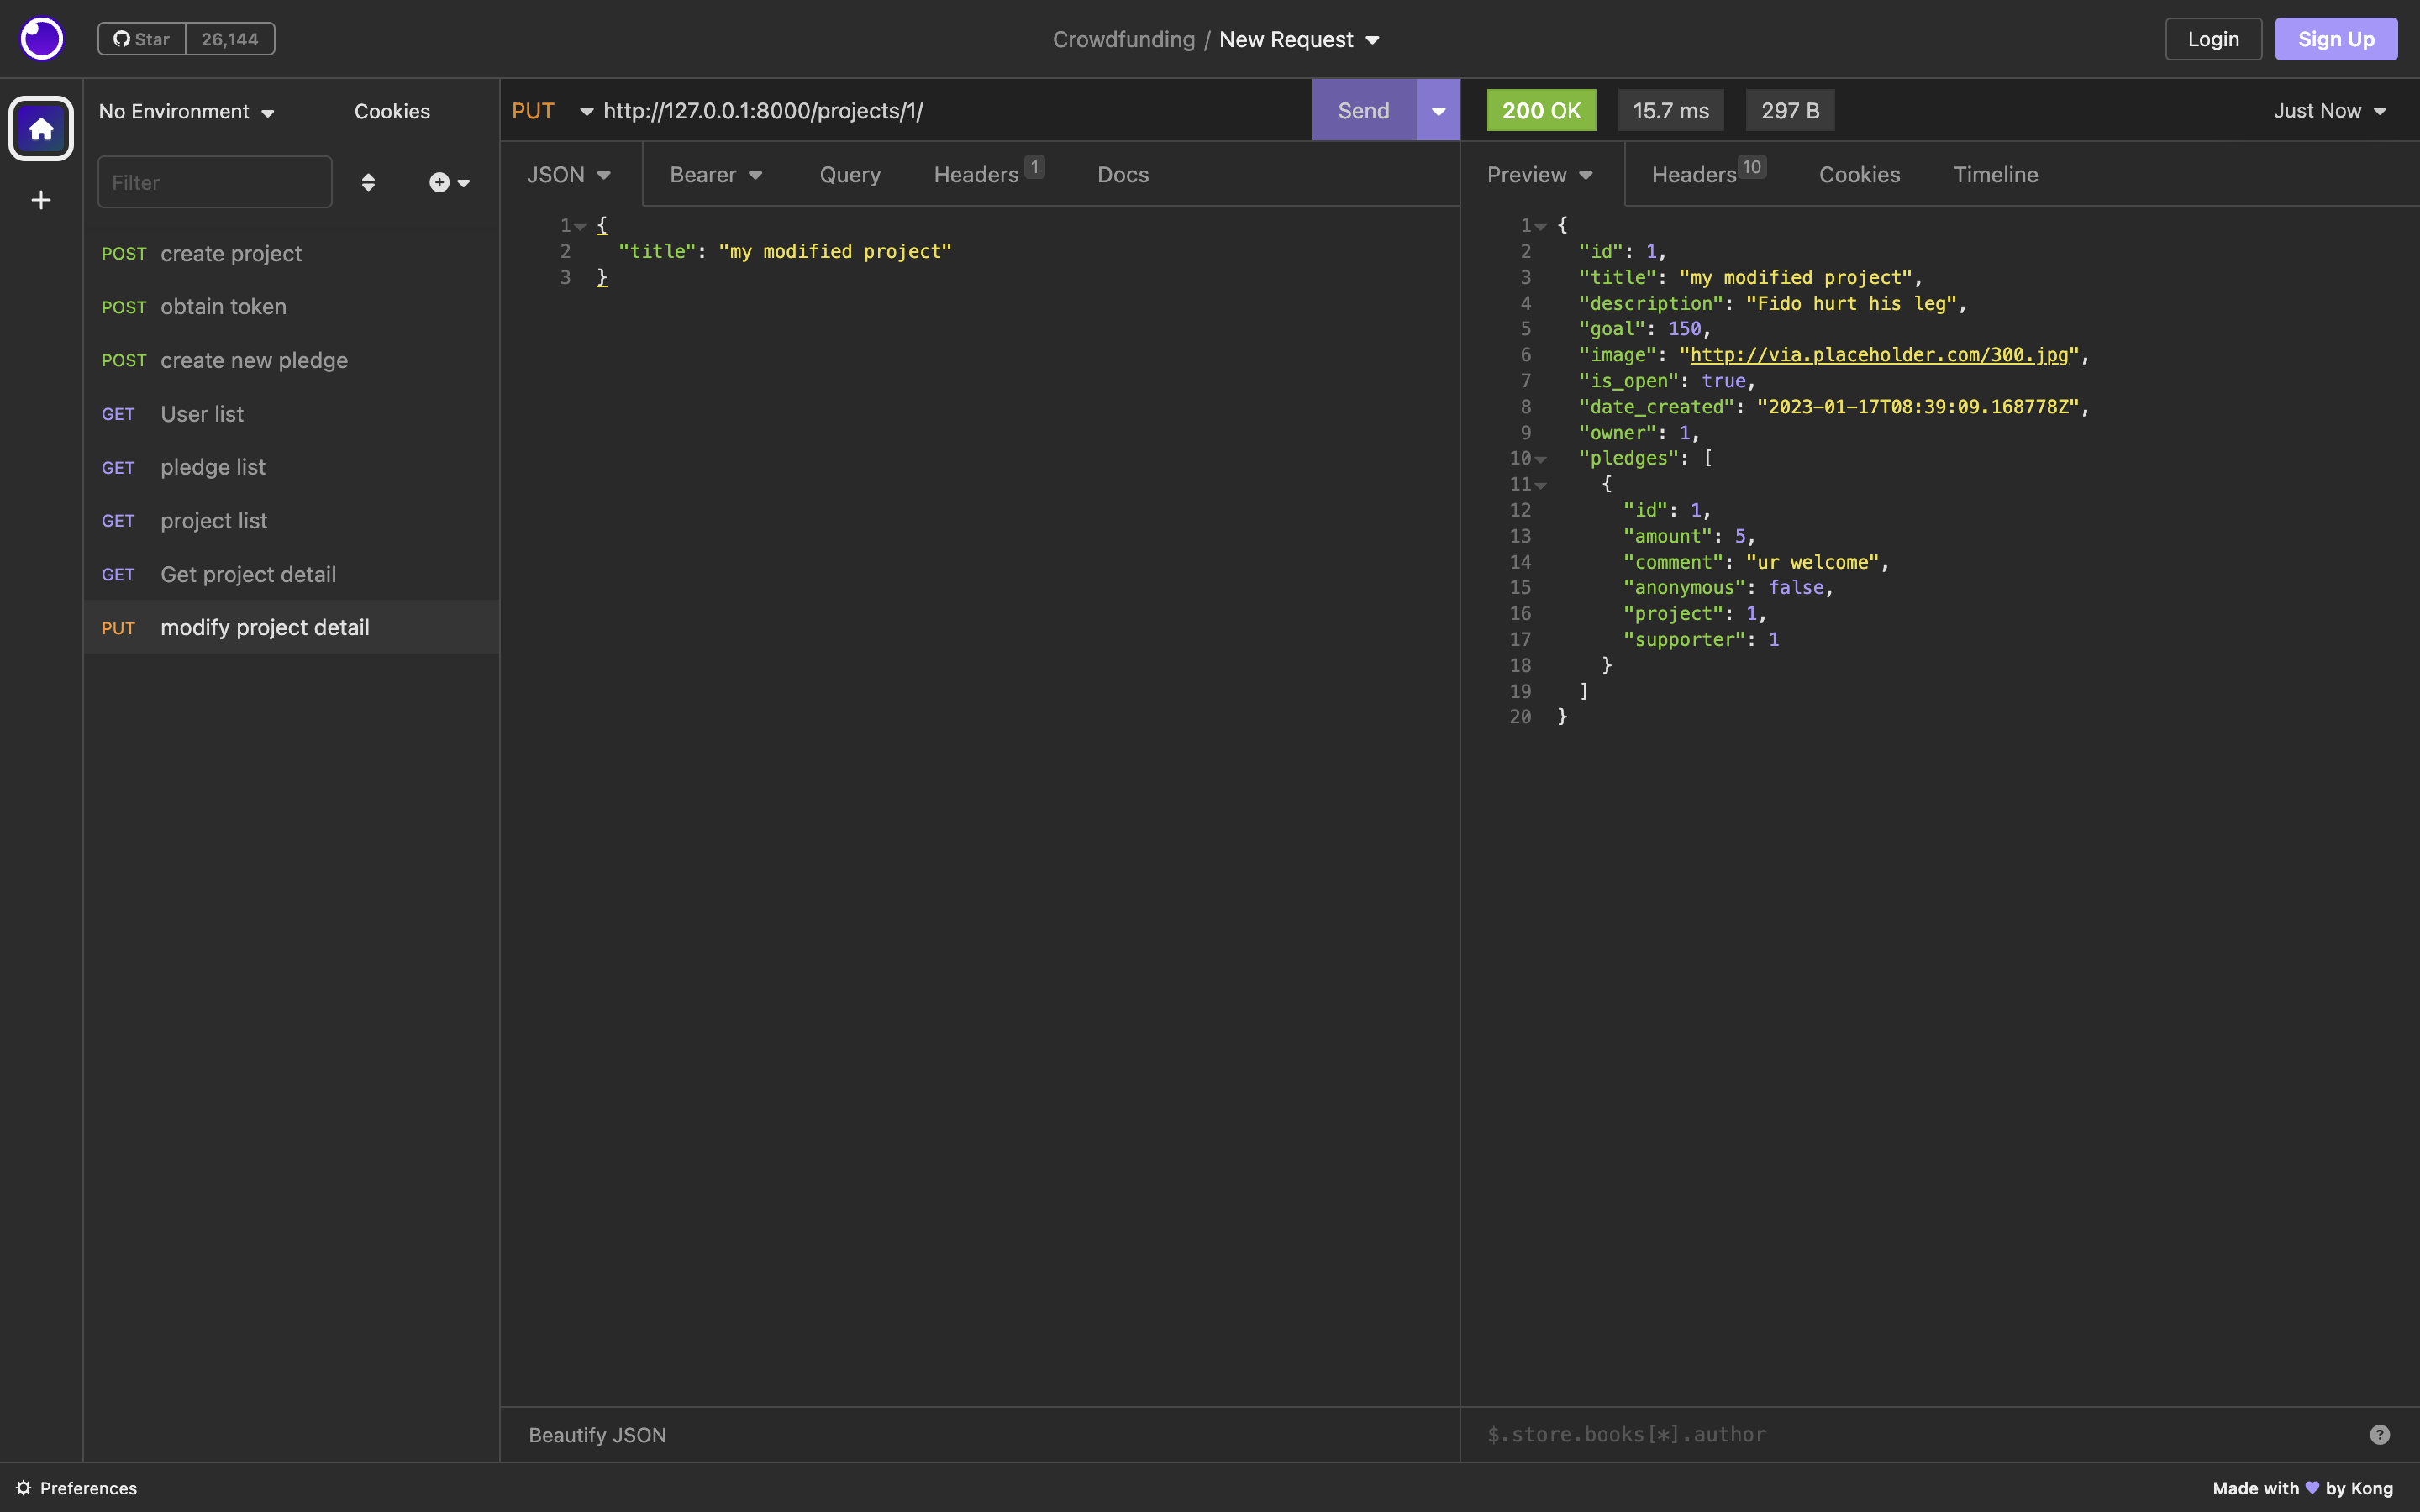 Star 26,144
Crowdfunding / New Request
Login Sign Up
No Environment Cookies
Filter
POST create project
POST obtain token
POST create new pledge
GET User list
GET pledge list
GET project list
GET Get project detail
PUT modify project detail
PUT http://127.0.0.1:8000/projects/1/ Send
JSON Bearer Query Headers 1 Docs
1 {
2 "title": "my modified project"
3 }
Beautify JSON
200 OK 15.7 ms 297 B Just Now
Preview Headers 10 Cookies Timeline
1 {
2 "id": 1,
3 "title": "my modified project",
4 "description": "Fido hurt his leg",
5 "goal": 150,
6 "image": "http://via.placeholder.com/300.jpg",
7 "is_open": true,
8 "date_created": "2023-01-17T08:39:09.168778Z",
9 "owner": 1,
10 "pledges": [
11 {
12 "id": 1,
13 "amount": 5,
14 "comment": "ur welcome",
15 "anonymous": false,
16 "project": 1,
17 "supporter": 1
18 }
19 ]
20 }
$.store.books[*].author ?
Preferences
Made with 💜 by Kong